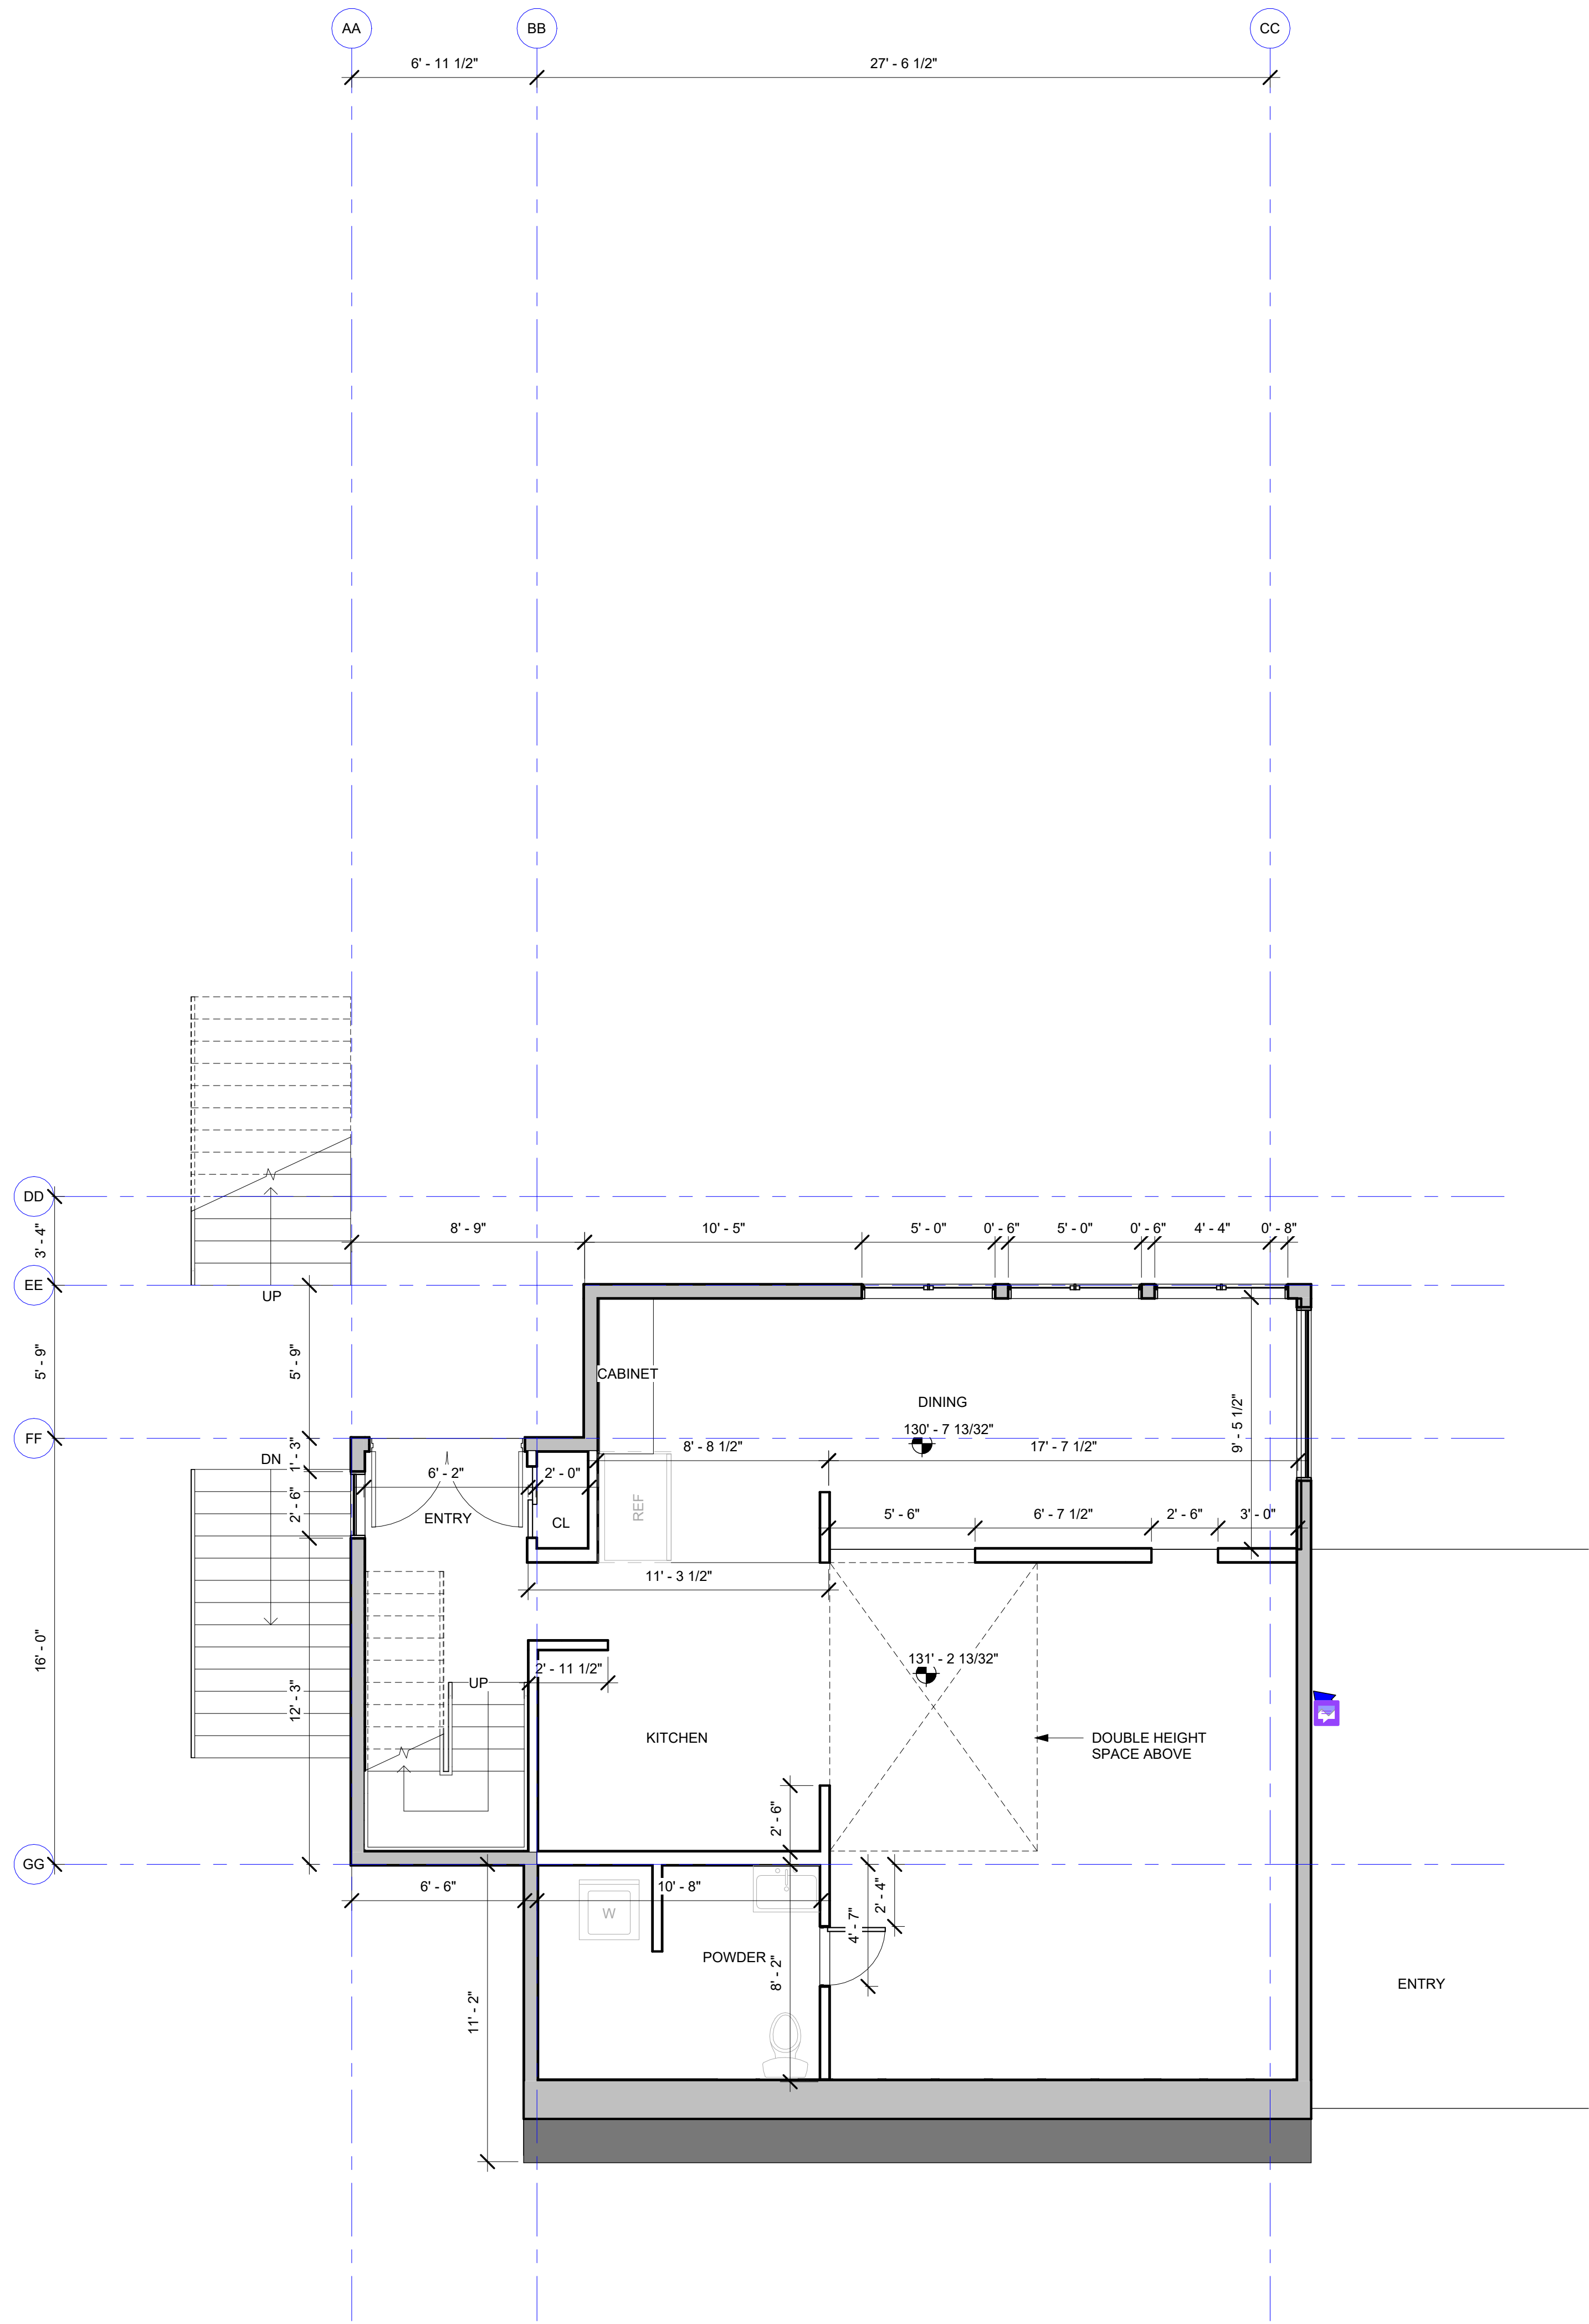 AA
BB
CC
6' - 11 1/2"
27' - 6 1/2"
DD
3' - 4"
8' - 9"
10' - 5"
5' - 0"
0' - 6"
5' - 0"
0' - 6"
4' - 4"
0' - 8"
EE
UP
5' - 9"
5' - 9"
CABINET
DINING
9' - 5 1/2"
130' - 7 13/32"
FF
8' - 8 1/2"
17' - 7 1/2"
1' - 3"
DN
6' - 2"
2' - 0"
2' - 6"
ENTRY
CL
REF
5' - 6"
6' - 7 1/2"
2' - 6"
3' - 0"
11' - 3 1/2"
16' - 0"
131' - 2 13/32"
2' - 11 1/2"
UP
12' - 3"
KITCHEN
DOUBLE HEIGHT
SPACE ABOVE
2' - 6"
GG
6' - 6"
10' - 8"
2' - 4"
W
4' - 7"
POWDER
8' - 2"
ENTRY
11' - 2"